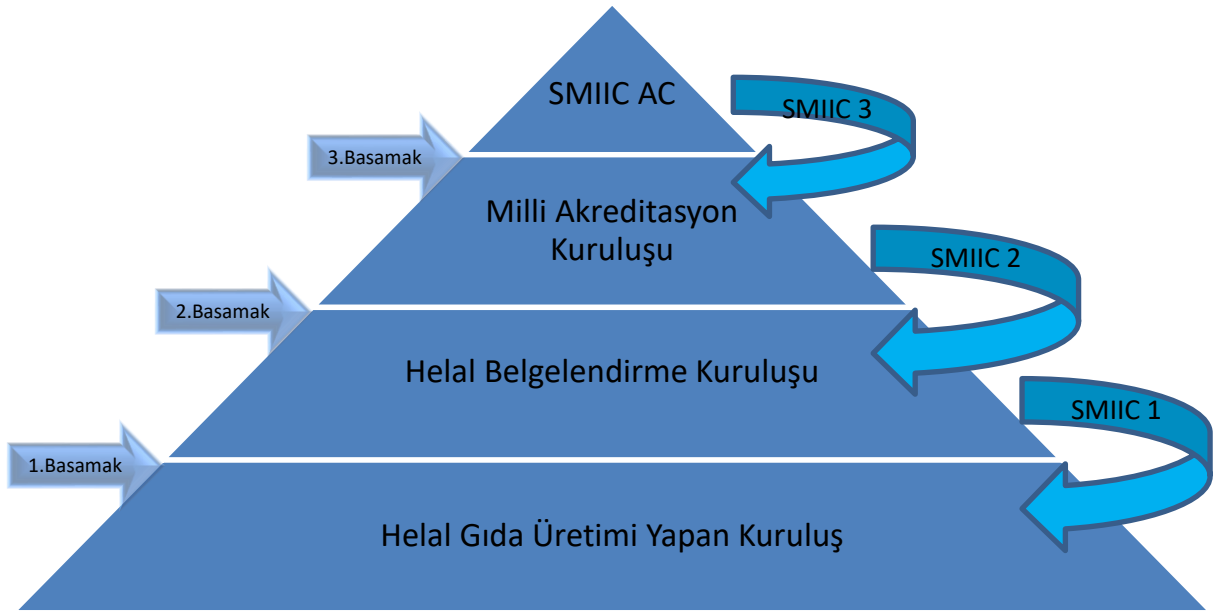 SMIIC AC
SMIIC 3
3.Basamak
Milli Akreditasyon
Kuruluşu
SMIIC 2
2.Basamak
Helal Belgelendirme Kuruluşu
SMIIC 1
1.Basamak
Helal Gıda Üretimi Yapan Kuruluş